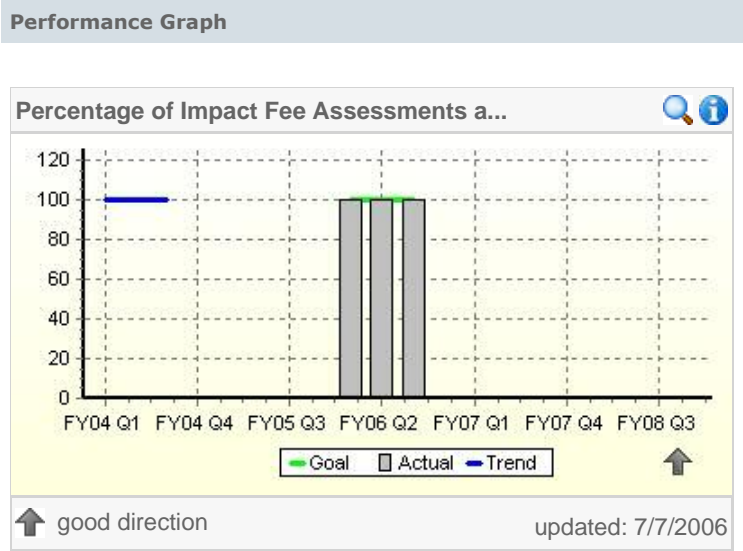 Performance Graph
Percentage of Impact Fee Assessments a...
120
100
80
60
40
20
0
FY04 Q1 FY04 Q4 FY05 Q3 FY06 Q2 FY07 Q1 FY07 Q4 FY08 Q3
Goal Actual Trend
good direction
updated: 7/7/2006